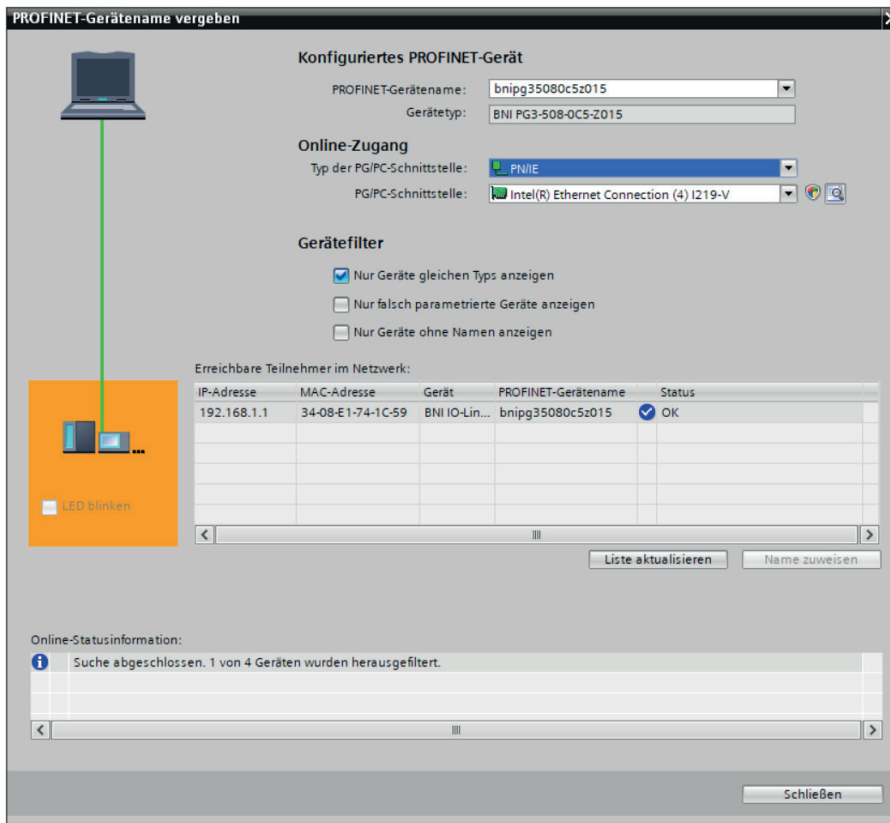 PROFINET-Gerätename vergeben
Konfiguriertes PROFINET-Gerät
PROFINET-Gerätename: bnipg35080c5z015
Gerätetyp: BNI PG3-508-0C5-Z015
Online-Zugang
Typ der PG/PC-Schnittstelle: PN/IE
PG/PC-Schnittstelle: Intel(R) Ethernet Connection (4) I219-V
Gerätefilter
Nur Geräte gleichen Typs anzeigen
Nur falsch parametrierte Geräte anzeigen
Nur Geräte ohne Namen anzeigen
Erreichbare Teilnehmer im Netzwerk:
IP-Adresse MAC-Adresse Gerät PROFINET-Gerätename Status
192.168.1.1 34-08-E1-74-1C-59 BNI IO-Lin... bnipg35080c5z015 OK
...
LED blinken
Liste aktualisieren Name zuweisen
Online-Statusinformation:
Suche abgeschlossen. 1 von 4 Geräten wurden herausgefiltert.
Schließen